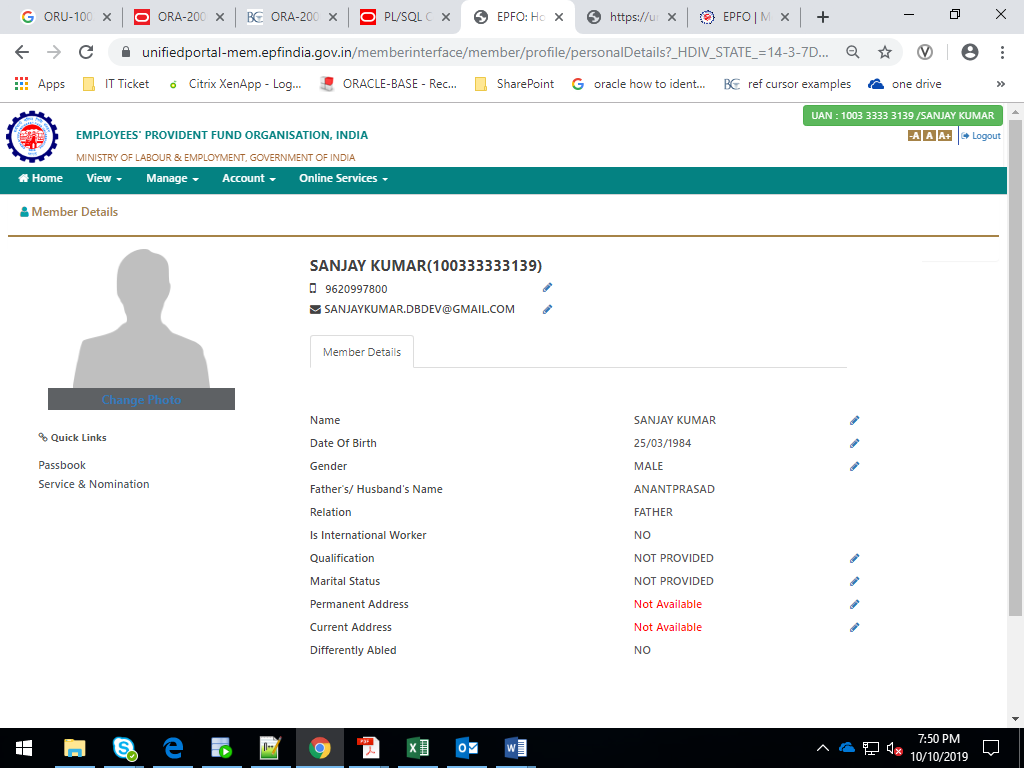 ORU-100
ORA-200
ORA-200
PL/SQL C
EPFO: Ho
https://u
EPFO | M
unifiedportal-mem.epfindia.gov.in/memberinterface/member/profile/personalDetails?_HDIV_STATE_=14-3-7D...
Apps IT Ticket Citrix XenApp - Log... ORACLE-BASE - Rec... SharePoint oracle how to ident... BC ref cursor examples one drive »
UAN : 1003 3333 3139 /SANJAY KUMAR
EMPLOYEES' PROVIDENT FUND ORGANISATION, INDIA
-A A A+ Logout
MINISTRY OF LABOUR & EMPLOYMENT, GOVERNMENT OF INDIA
Home View Manage Account Online Services
Member Details
SANJAY KUMAR(100333333139)
9620997800
SANJAYKUMAR.DBDEV@GMAIL.COM
Member Details
Change Photo
Quick Links
Passbook
Service & Nomination
Name SANJAY KUMAR
Date Of Birth 25/03/1984
Gender MALE
Father's/ Husband's Name ANANTPRASAD
Relation FATHER
Is International Worker NO
Qualification NOT PROVIDED
Marital Status NOT PROVIDED
Permanent Address Not Available
Current Address Not Available
Differently Abled NO
7:50 PM
10/10/2019